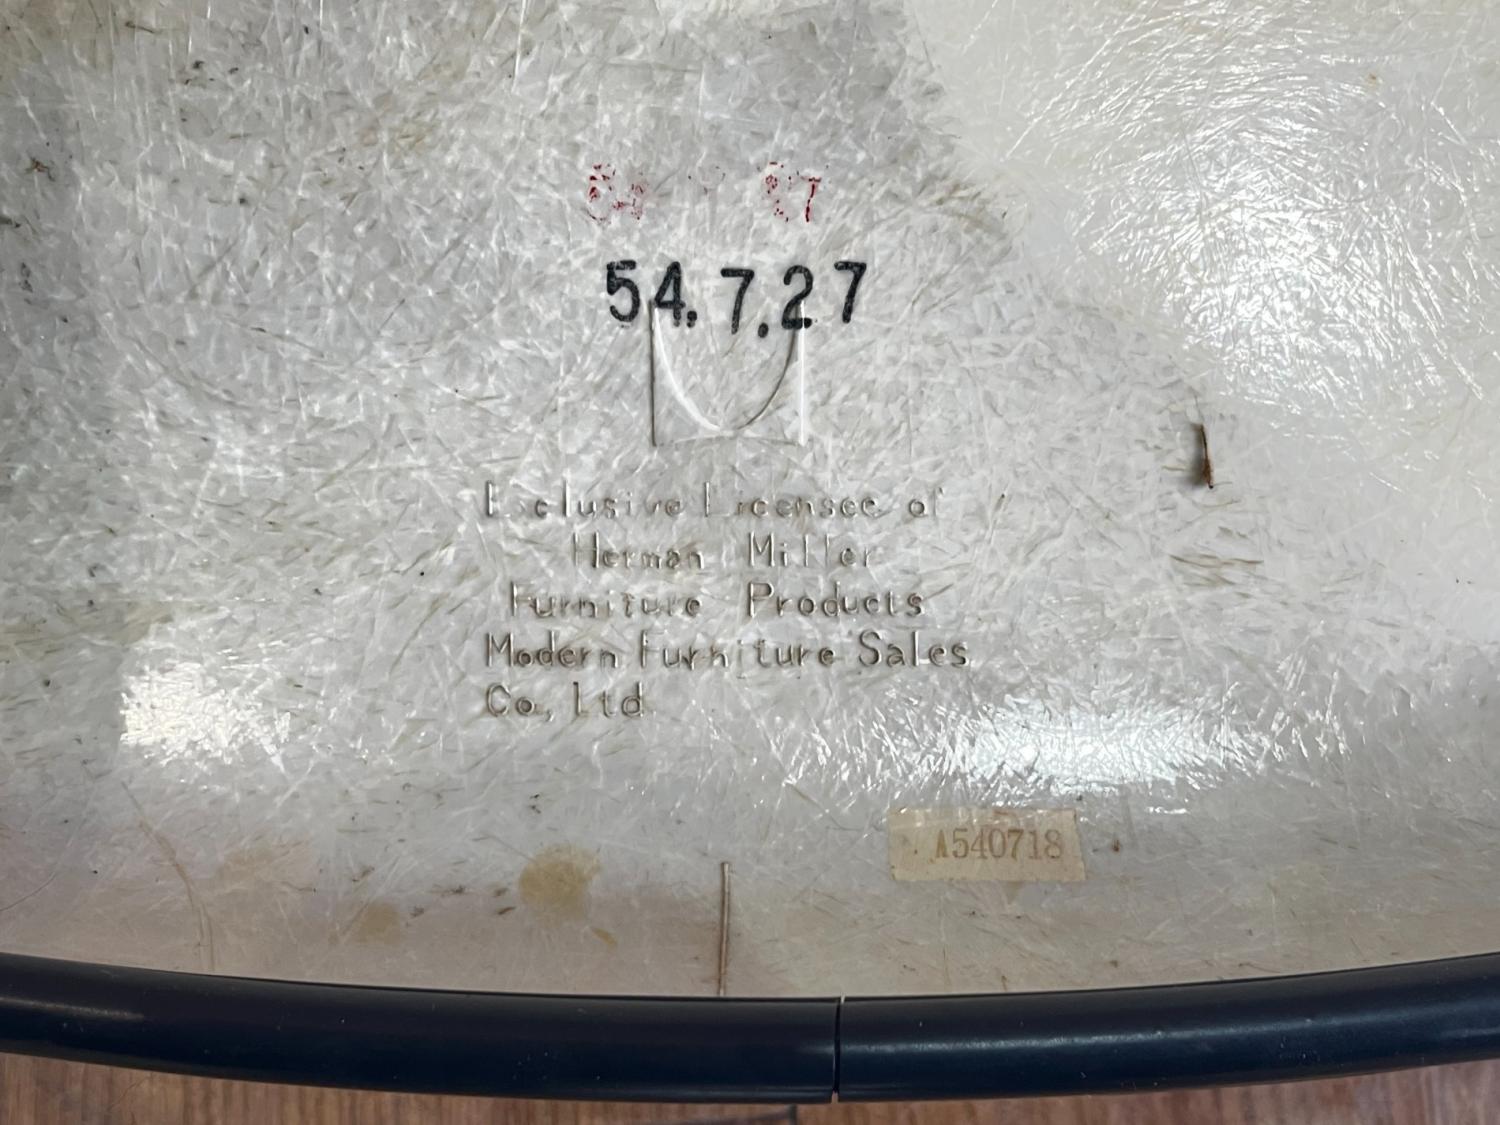 54.7.27
Exclusive Licensee of
Herman Miller
Furniture Products
Modern Furniture Sales
Co, Ltd
A540718